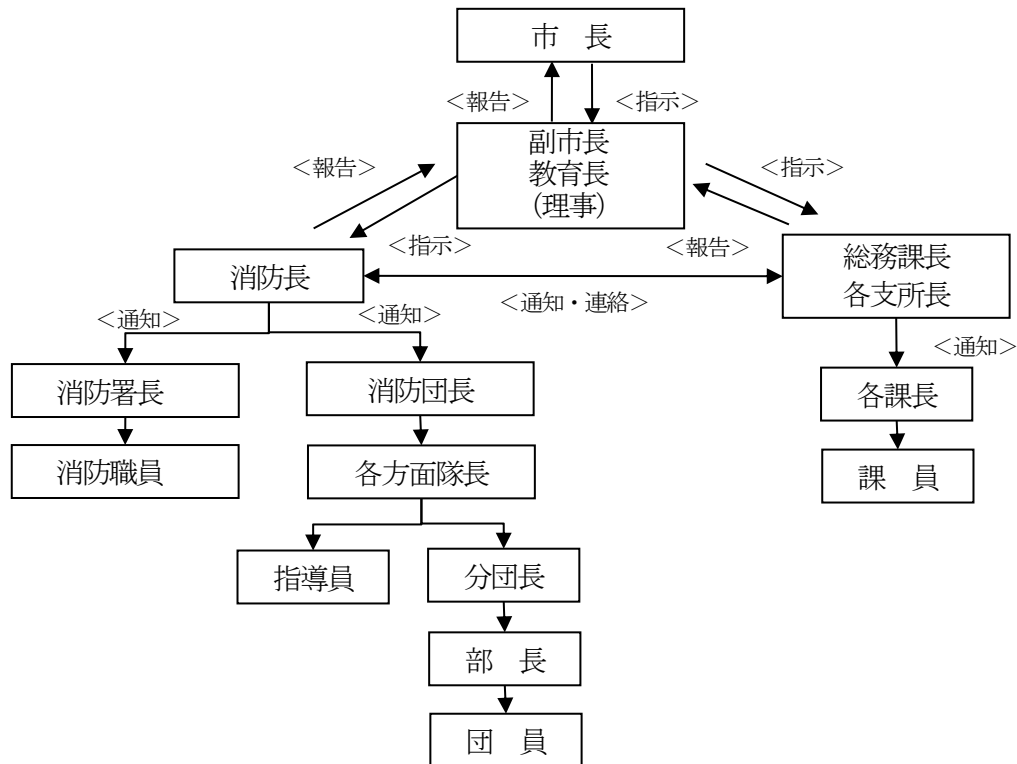 市　長
＜報告＞
＜指示＞
副市長
教育長
（理事）
＜報告＞
＜指示＞
＜指示＞
＜報告＞
消防長
総務課長
各支所長
＜通知・連絡＞
＜通知＞
＜通知＞
＜通知＞
消防署長
消防団長
各課長
消防職員
各方面隊長
課　員
指導員
分団長
部　長
団　員